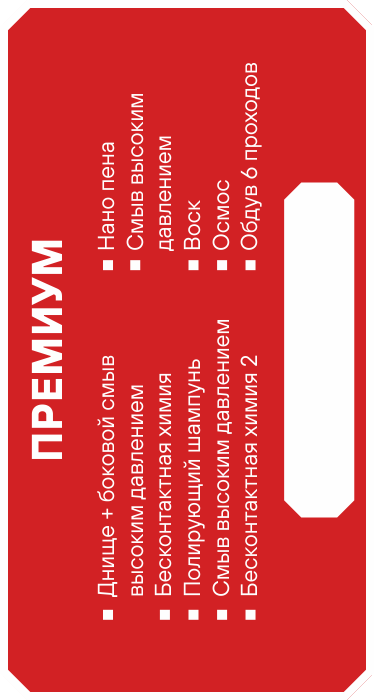 ПРЕМИУМ
Днище + боковой смыв
высоким давлением
Бесконтактная химия
Полирующий шампунь
Смыв высоким давлением
Бесконтактная химия 2
Нано пена
Смыв высоким
давлением
Воск
Осмос
Обдув 6 проходов